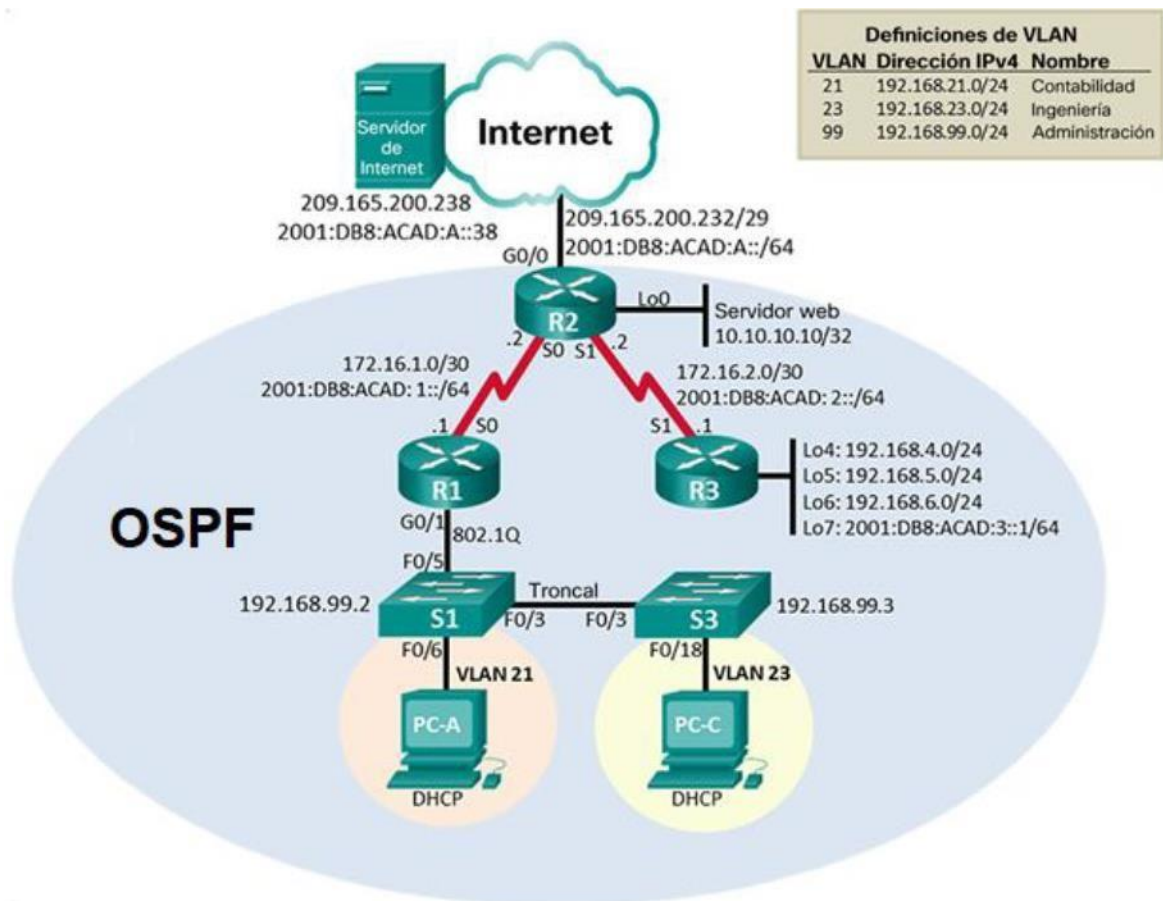 Definiciones de VLAN
VLAN Dirección IPv4 Nombre
21 192.168.21.0/24 Contabilidad
23 192.168.23.0/24 Ingeniería
99 192.168.99.0/24 Administración
Servidor
de
Internet
Internet
209.165.200.238
2001:DB8:ACAD:A::38
209.165.200.232/29
2001:DB8:ACAD:A::/64
G0/0
R2
Lo0
Servidor web
10.10.10.10/32
.2
S0
S1
.2
172.16.1.0/30
2001:DB8:ACAD: 1::/64
172.16.2.0/30
2001:DB8:ACAD: 2::/64
.1
S0
S1
.1
R1
R3
Lo4: 192.168.4.0/24
Lo5: 192.168.5.0/24
Lo6: 192.168.6.0/24
Lo7: 2001:DB8:ACAD:3::1/64
OSPF
G0/1
802.1Q
F0/5
192.168.99.2
S1
F0/3
Troncal
F0/3
S3
192.168.99.3
F0/6
F0/18
VLAN 21
VLAN 23
PC-A
PC-C
DHCP
DHCP